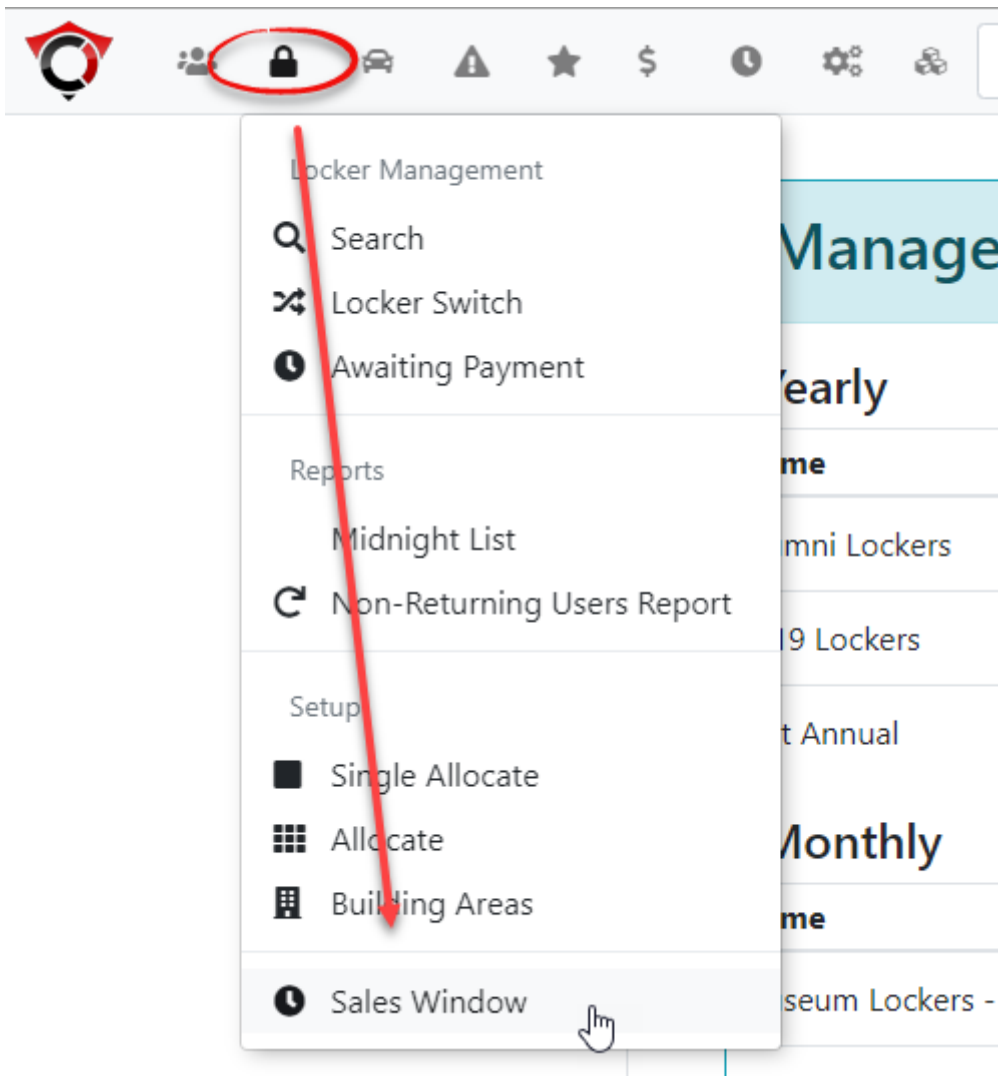 Locker Management
Search
Locker Switch
Awaiting Payment
Reports
Midnight List
Non-Returning Users Report
Setup
Single Allocate
Allocate
Building Areas
Sales Window
Manage
early
me
mni Lockers
19 Lockers
t Annual
Monthly
me
seum Lockers -